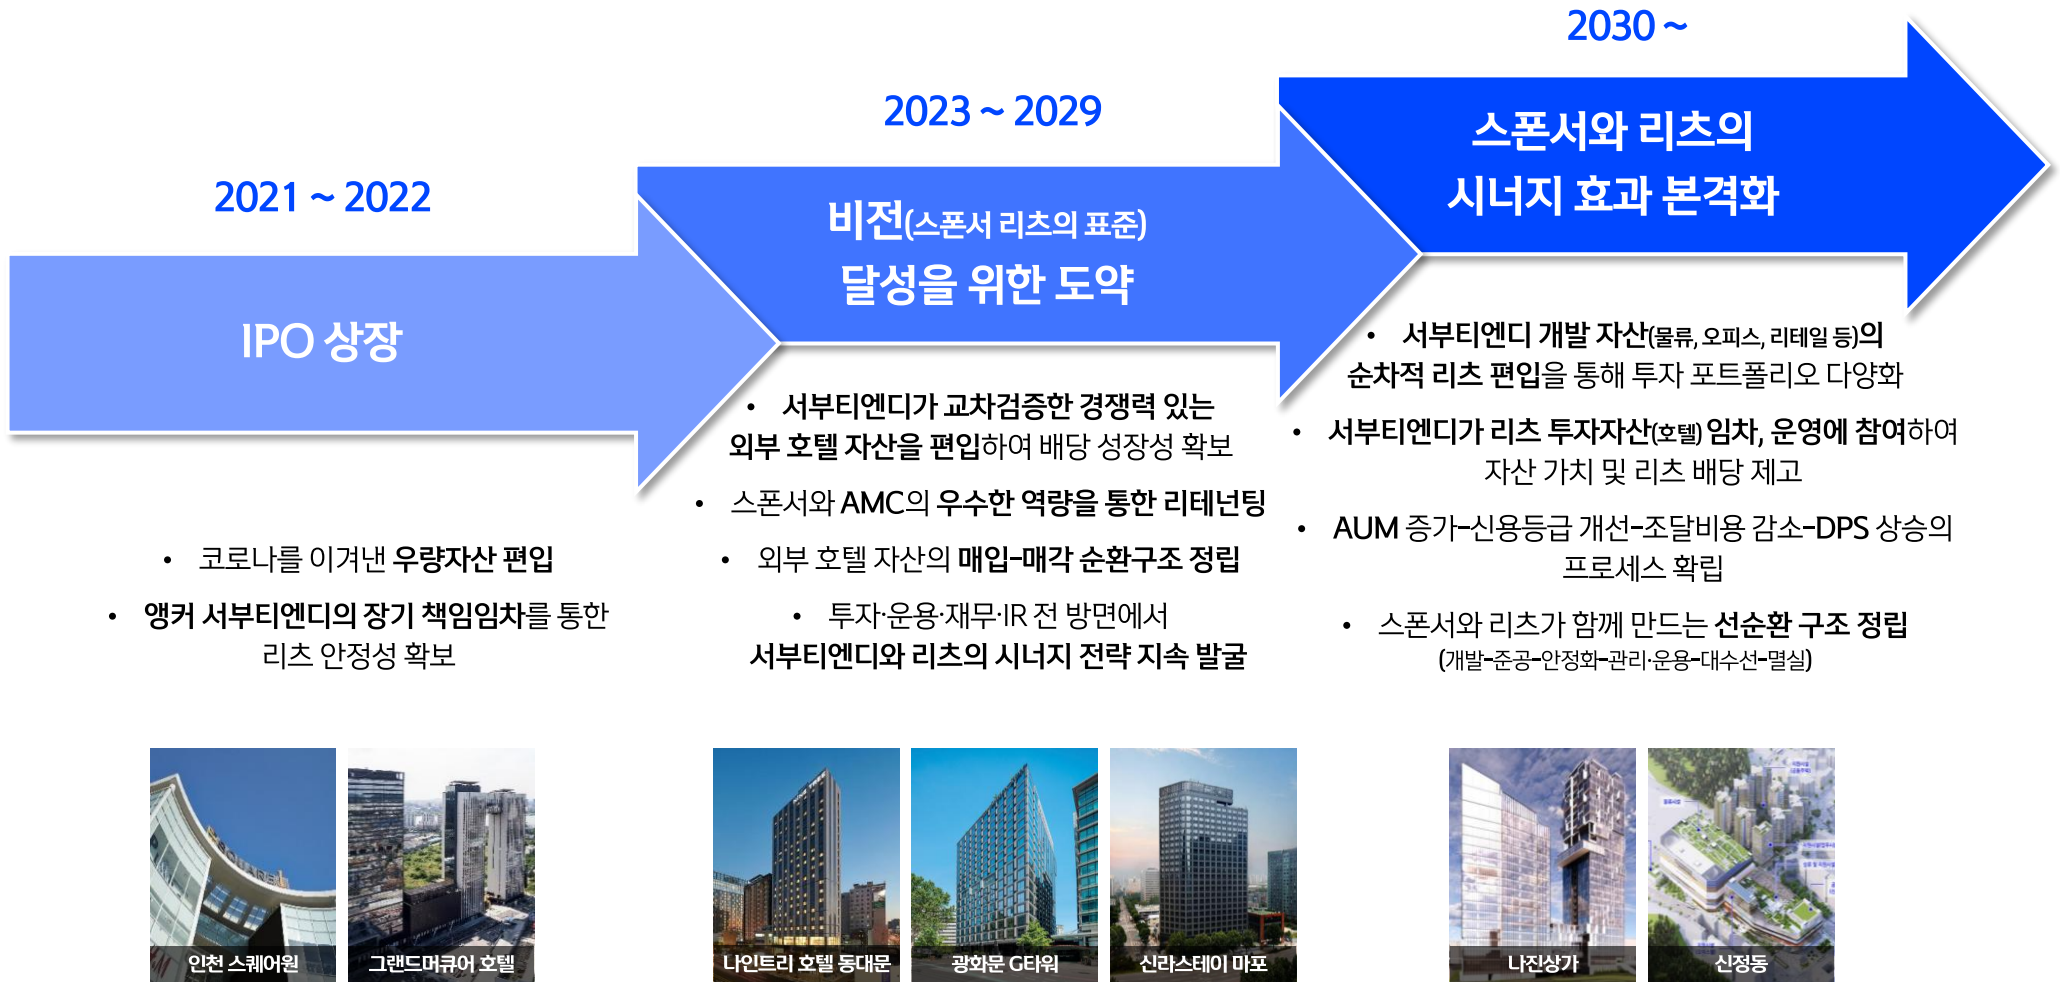 2021 ~ 2022
IPO 상장
• 코로나를 이겨낸 우량자산 편입
• 앵커 서부티엔디의 장기 책임임차를 통한
리츠 안정성 확보
인천 스퀘어원
그랜드머큐어 호텔
2023 ~ 2029
비전(스폰서 리츠의 표준)
달성을 위한 도약
• 서부티엔디가 교차검증한 경쟁력 있는
외부 호텔 자산을 편입하여 배당 성장성 확보
• 스폰서와 AMC의 우수한 역량을 통한 리테넌팅
• 외부 호텔 자산의 매입-매각 순환구조 정립
• 투자·운용·재무·IR 전 방면에서
서부티엔디와 리츠의 시너지 전략 지속 발굴
나인트리 호텔 동대문
광화문 G타워
신라스테이 마포
2030 ~
스폰서와 리츠의
시너지 효과 본격화
• 서부티엔디 개발 자산(물류, 오피스, 리테일 등)의
순차적 리츠 편입을 통해 투자 포트폴리오 다양화
• 서부티엔디가 리츠 투자자산(호텔) 임차, 운영에 참여하여
자산 가치 및 리츠 배당 제고
• AUM 증가-신용등급 개선-조달비용 감소-DPS 상승의
프로세스 확립
• 스폰서와 리츠가 함께 만드는 선순환 구조 정립
(개발-준공-안정화-관리·운용-대수선-멸실)
나진상가
신정동